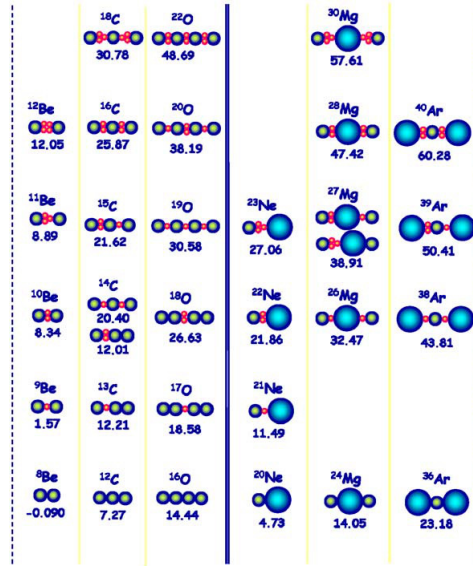 ¹⁸C ²²O ³⁰Mg
30.78 48.69 57.61
¹²Be ¹⁶C ²⁰O ²⁸Mg ⁴⁰Ar
12.05 25.87 38.19 47.42 60.28
¹¹Be ¹⁵C ¹⁹O ²³Ne ²⁷Mg ³⁹Ar
8.89 21.62 30.58 27.06 38.91 50.41
¹⁰Be ¹⁴C ¹⁸O ²²Ne ²⁶Mg ³⁸Ar
8.34 20.40 26.63 21.86 32.47 43.81
12.01
⁹Be ¹³C ¹⁷O ²¹Ne
1.57 12.21 18.58 11.49
⁸Be ¹²C ¹⁶O ²⁰Ne ²⁴Mg ³⁶Ar
-0.090 7.27 14.44 4.73 14.05 23.18